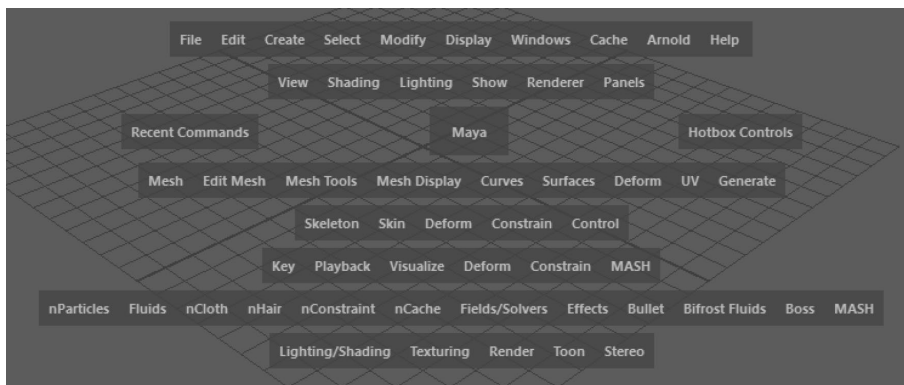 File Edit Create Select Modify Display Windows Cache Arnold Help
View Shading Lighting Show Renderer Panels
Recent Commands Maya Hotbox Controls
Mesh Edit Mesh Mesh Tools Mesh Display Curves Surfaces Deform UV Generate
Skeleton Skin Deform Constrain Control
Key Playback Visualize Deform Constrain MASH
nParticles Fluids nCloth nHair nConstraint nCache Fields/Solvers Effects Bullet Bifrost Fluids Boss MASH
Lighting/Shading Texturing Render Toon Stereo